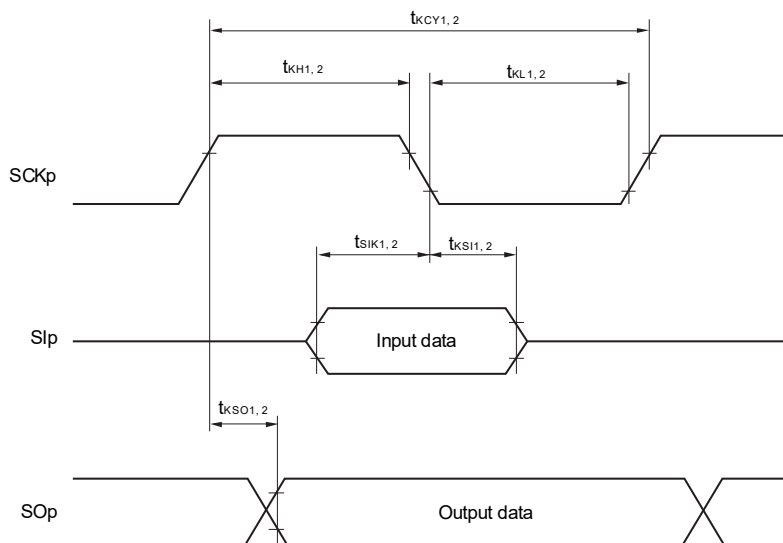 tKCY1, 2
tKH1, 2
tKL1, 2
SCKp
tSIK1, 2
tKSI1, 2
SIp
Input data
tKSO1, 2
SOp
Output data